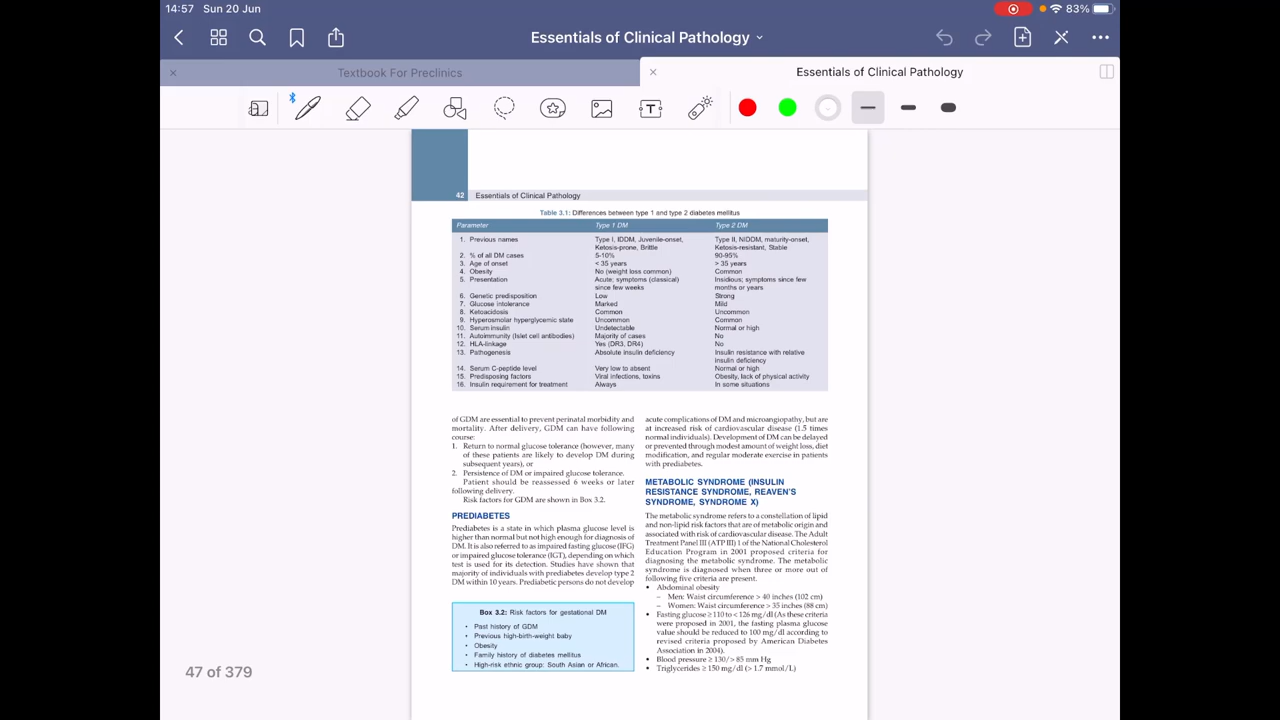 14:57 Sun 20 Jun
83%
Essentials of Clinical Pathology
Textbook For Preclinics
Essentials of Clinical Pathology
T
42 Essentials of Clinical Pathology
Table 3.1: Differences between type 1 and type 2 diabetes mellitus
Parameter Type 1 DM Type 2 DM
1. Previous names Type I, IDDM, Juvenile-onset, Type II, NIDDM, maturity-onset,
Ketosis-prone, Brittle Ketosis-resistant, Stable
2. % of all DM cases 5-10% 90-95%
3. Age of onset < 35 years > 35 years
4. Obesity No (weight loss common) Common
5. Presentation Acute; symptoms (classical) Insidious; symptoms since few
since few weeks months or years
6. Genetic predisposition Low Strong
7. Glucose intolerance Marked Mild
8. Ketoacidosis Common Uncommon
9. Hyperosmolar hyperglycemic state Uncommon Common
10. Serum insulin Undetectable Normal or high
11. Autoimmunity (Islet cell antibodies) Majority of cases No
12. HLA-linkage Yes (DR3, DR4) No
13. Pathogenesis Absolute insulin deficiency Insulin resistance with relative
insulin deficiency
14. Serum C-peptide level Very low to absent Normal or high
15. Predisposing factors Viral infections, toxins Obesity, lack of physical activity
16. Insulin requirement for treatment Always In some situations
of GDM are essential to prevent perinatal morbidity and
mortality. After delivery, GDM can have following
course:
1. Return to normal glucose tolerance (however, many
of these patients are likely to develop DM during
subsequent years), or
2. Persistence of DM or impaired glucose tolerance.
Patient should be reassessed 6 weeks or later
following delivery.
Risk factors for GDM are shown in Box 3.2.
PREDIABETES
Prediabetes is a state in which plasma glucose level is
higher than normal but not high enough for diagnosis of
DM. It is also referred to as impaired fasting glucose (IFG)
or impaired glucose tolerance (IGT), depending on which
test is used for its detection. Studies have shown that
majority of individuals with prediabetes develop type 2
DM within 10 years. Prediabetic persons do not develop
Box 3.2: Risk factors for gestational DM
• Past history of GDM
• Previous high-birth-weight baby
• Obesity
• Family history of diabetes mellitus
• High-risk ethnic group: South Asian or African.
acute complications of DM and microangiopathy, but are
at increased risk of cardiovascular disease (1.5 times
normal individuals). Development of DM can be delayed
or prevented through modest amount of weight loss, diet
modification, and regular moderate exercise in patients
with prediabetes.
METABOLIC SYNDROME (INSULIN
RESISTANCE SYNDROME, REAVEN'S
SYNDROME, SYNDROME X)
The metabolic syndrome refers to a constellation of lipid
and non-lipid risk factors that are of metabolic origin and
associated with risk of cardiovascular disease. The Adult
Treatment Panel III (ATP III) 1 of the National Cholesterol
Education Program in 2001 proposed criteria for
diagnosing the metabolic syndrome. The metabolic
syndrome is diagnosed when three or more out of
following five criteria are present.
• Abdominal obesity
– Men: Waist circumference > 40 inches (102 cm)
– Women: Waist circumference > 35 inches (88 cm)
• Fasting glucose ≥ 110 to < 126 mg/dl (As these criteria
were proposed in 2001, the fasting plasma glucose
value should be reduced to 100 mg/dl according to
revised criteria proposed by American Diabetes
Association in 2004).
• Blood pressure ≥ 130/> 85 mm Hg
• Triglycerides ≥ 150 mg/dl (> 1.7 mmol/L)
47 of 379